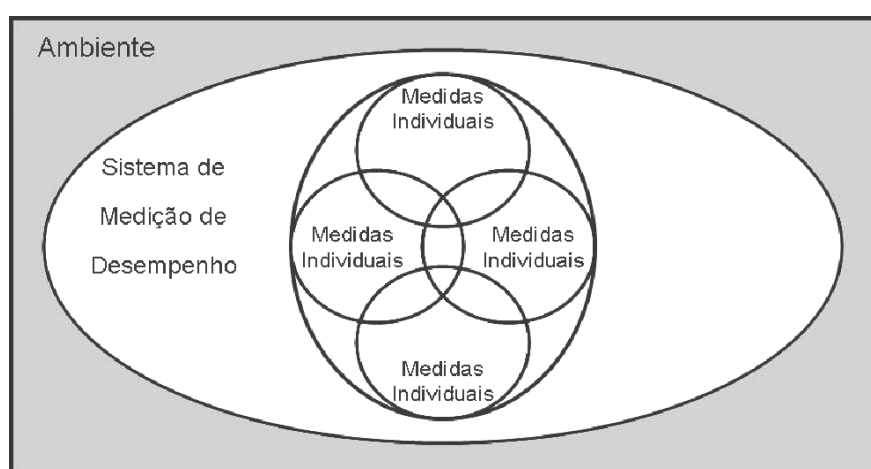 Ambiente
Medidas
Individuais
Sistema de
Medição de
Desempenho
Medidas
Individuais
Medidas
Individuais
Medidas
Individuais